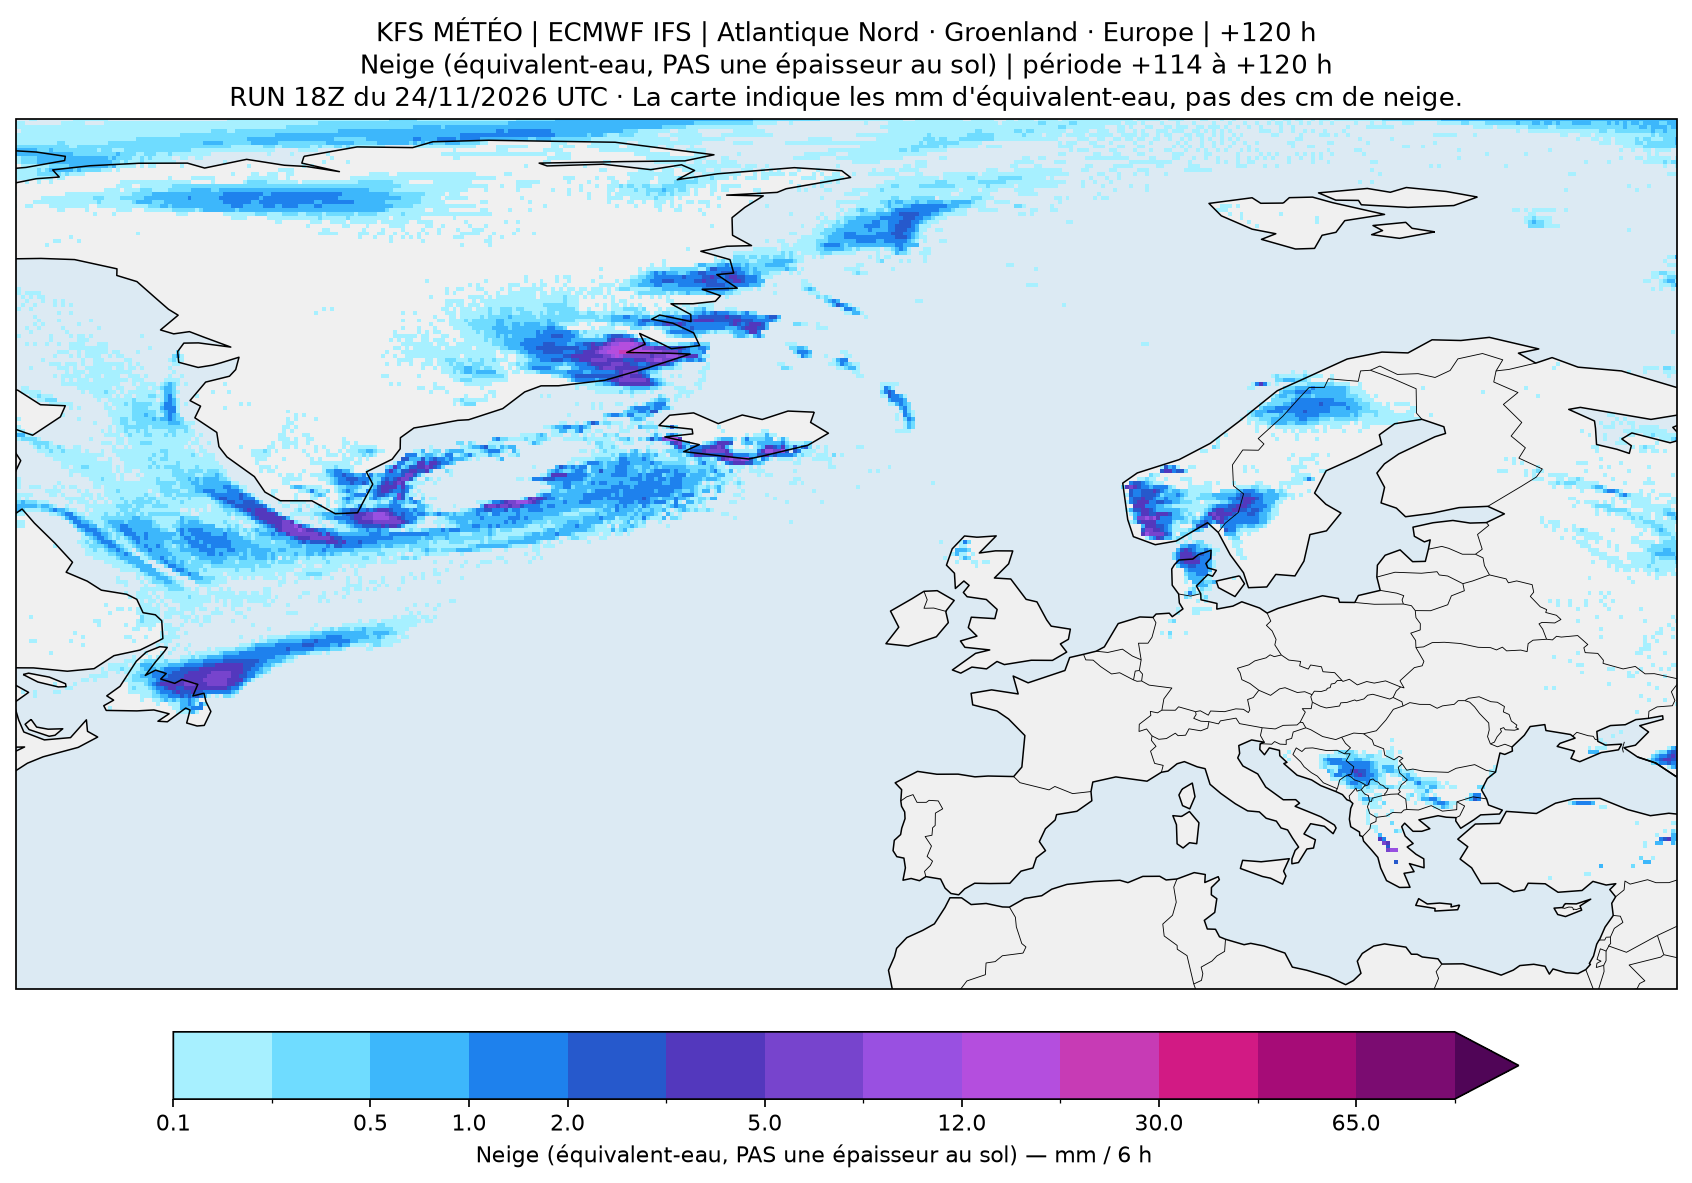 KFS MÉTÉO | ECMWF IFS | Atlantique Nord · Groenland · Europe | +120 h
Neige (équivalent-eau, PAS une épaisseur au sol) | période +114 à +120 h
RUN 18Z du 24/11/2026 UTC · La carte indique les mm d'équivalent-eau, pas des cm de neige.
0.1 0.5 1.0 2.0 5.0 12.0 30.0 65.0
Neige (équivalent-eau, PAS une épaisseur au sol) — mm / 6 h